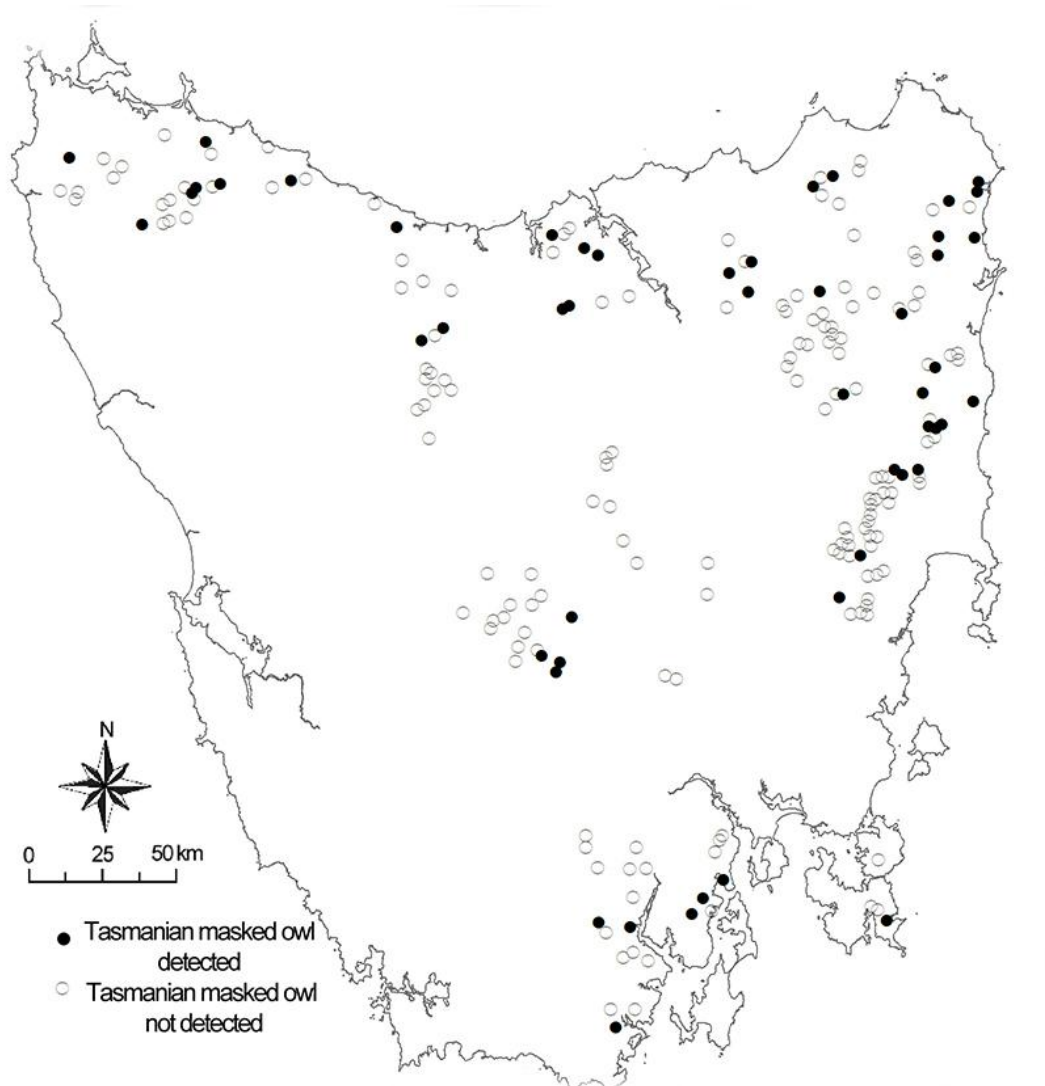 N
0 25 50 km
Tasmanian masked owl
detected
Tasmanian masked owl
not detected